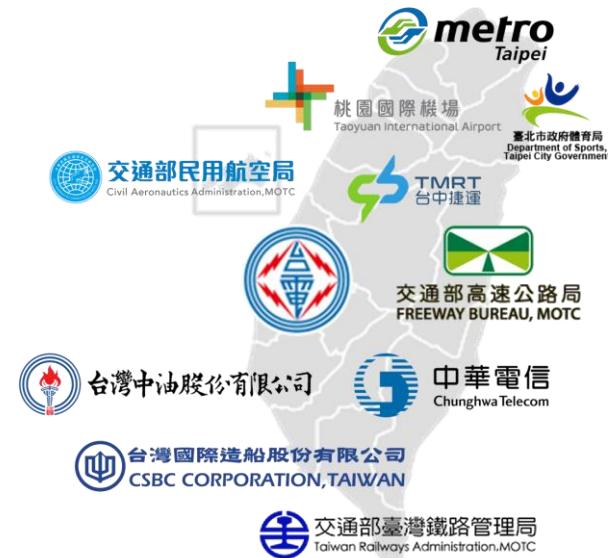 metro
Taipei
桃園國際機場
Taoyuan International Airport
臺北市政府體育局
Department of Sports,
Taipei City Government
交通部民用航空局
Civil Aeronautics Administration,MOTC
TMRT
台中捷運
台電
交通部高速公路局
FREEWAY BUREAU, MOTC
台灣中油股份有限公司
中華電信
Chunghwa Telecom
台灣國際造船股份有限公司
CSBC CORPORATION,TAIWAN
交通部臺灣鐵路管理局
Taiwan Railways Administration.MOTC